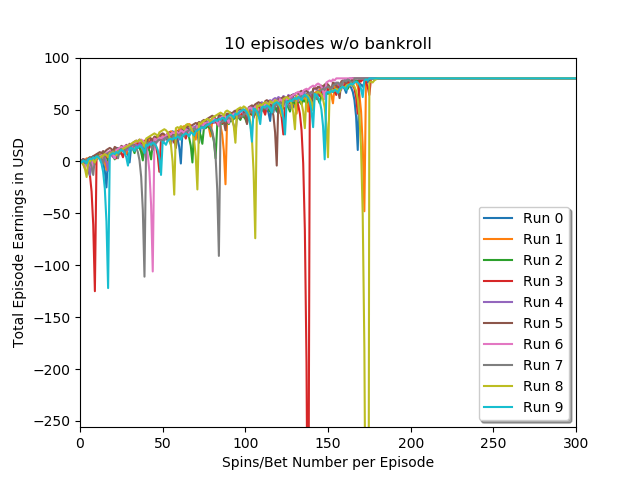 10 episodes w/o bankroll
Total Episode Earnings in USD
100
50
0
−50
−100
−150
−200
−250
0
50
100
150
200
250
300
Spins/Bet Number per Episode
Run 0
Run 1
Run 2
Run 3
Run 4
Run 5
Run 6
Run 7
Run 8
Run 9